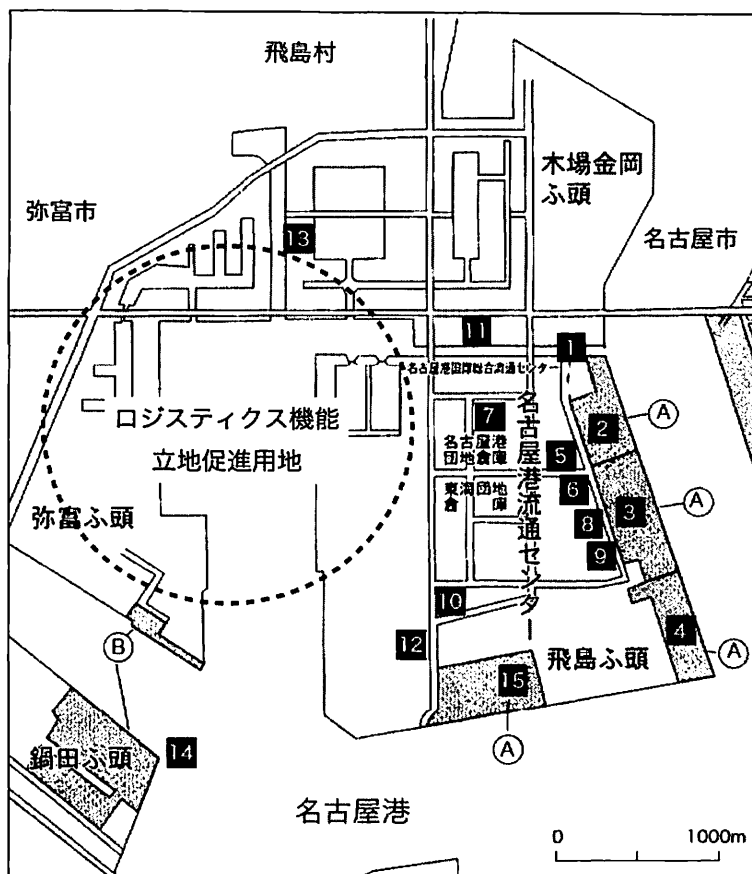 飛島村
木場金岡
ふ頭
弥富市
13
名古屋市
11
1
名古屋港国際総合流通センター
A
ロジスティクス機能
立地促進用地
7
2
名古屋港
団地倉庫
5
A
東海団地
倉庫
6
名古屋港流通センター
弥富ふ頭
8
3
9
10
B
12
4
飛島ふ頭
A
15
A
鍋田ふ頭
14
名古屋港
0
1000m